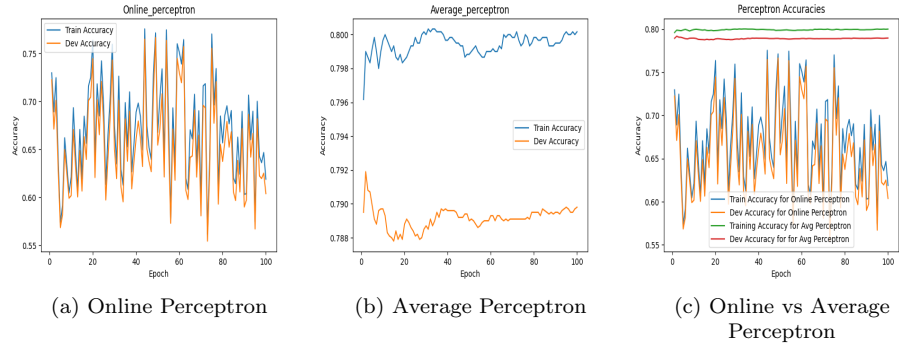 Online_perceptron
Train Accuracy
Dev Accuracy
Accuracy
0.75
0.70
0.65
0.60
0.55
0
20
40
60
80
100
Epoch
(a) Online Perceptron
Average_perceptron
Train Accuracy
Dev Accuracy
Accuracy
0.800
0.798
0.796
0.794
0.792
0.790
0.788
0
20
40
60
80
100
Epoch
(b) Average Perceptron
Perceptron Accuracies
Accuracy
0.80
0.75
0.70
0.65
0.60
0.55
Train Accuracy for Online Perceptron
Dev Accuracy for Online Perceptron
Training Accuracy for Avg Perceptron
Dev Accuracy for for Avg Perceptron
0
20
40
60
80
100
Epoch
(c) Online vs Average
Perceptron